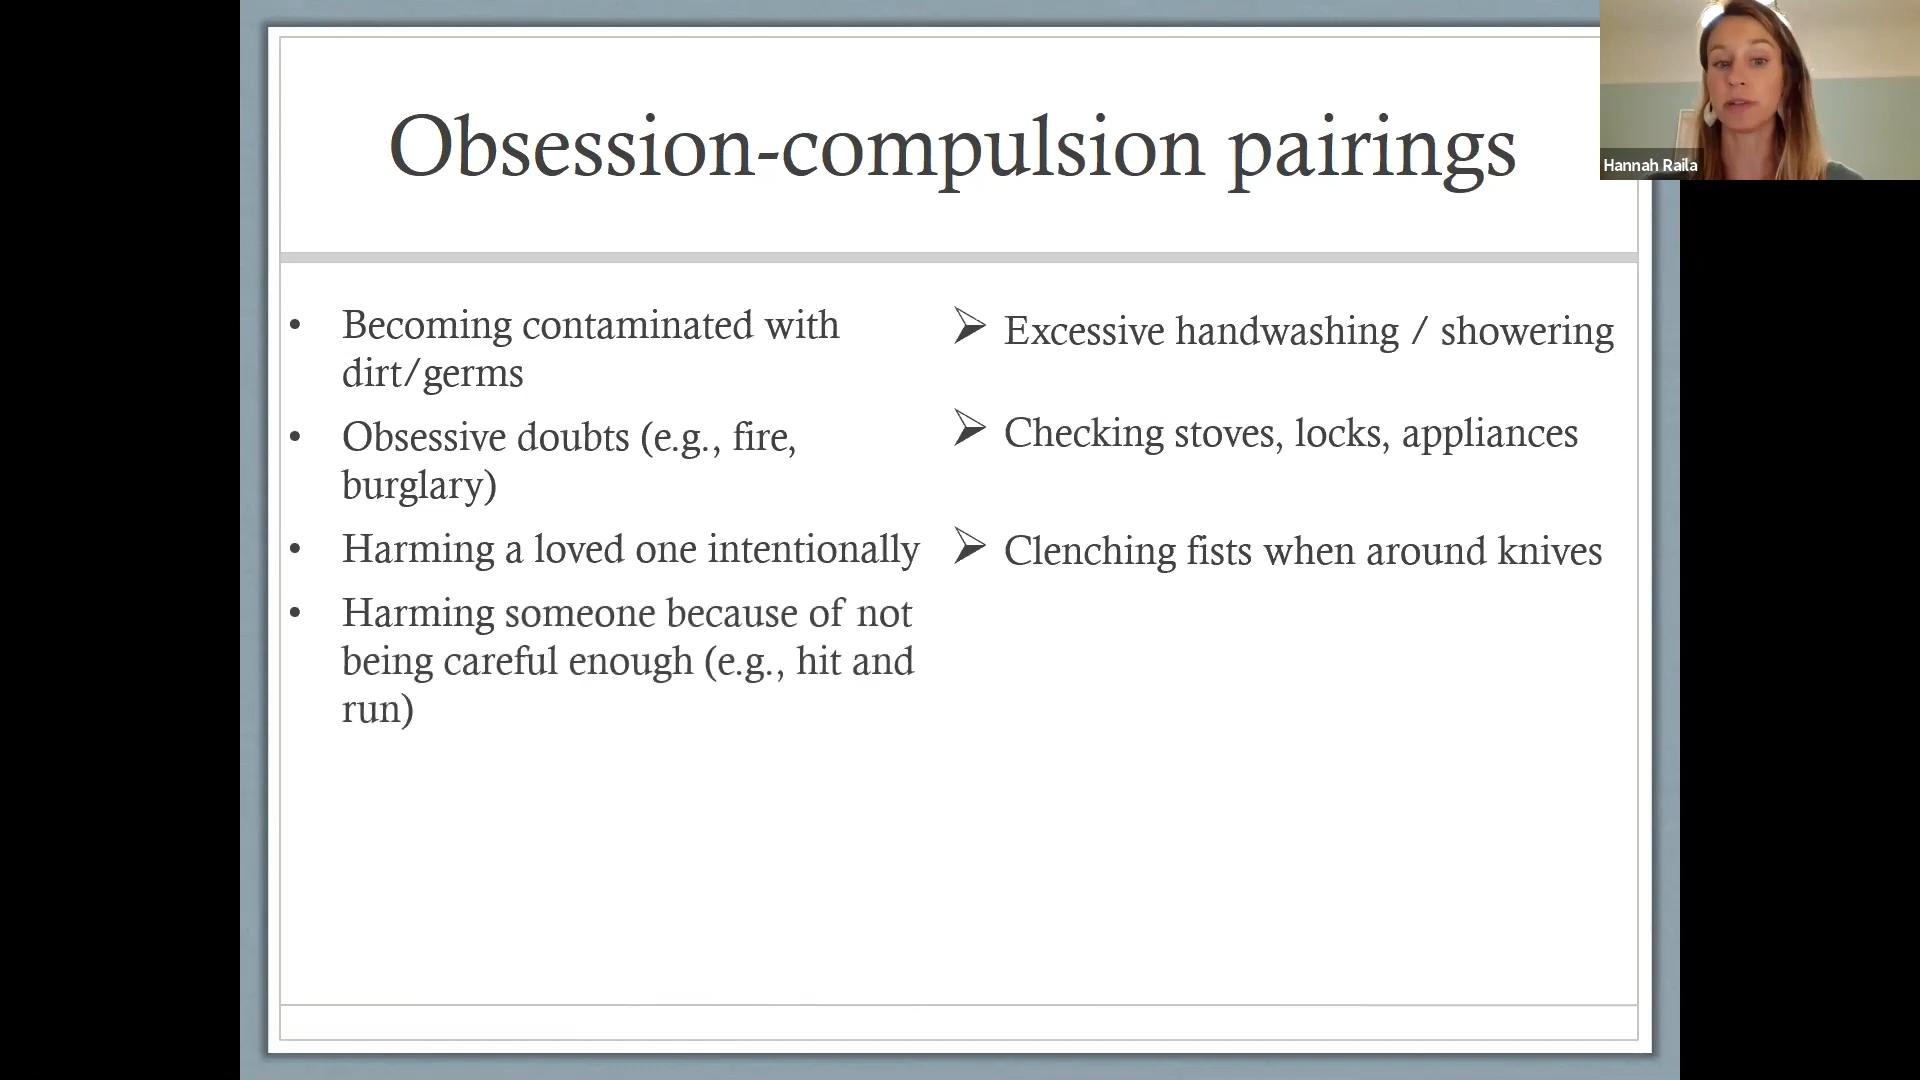 Obsession-compulsion pairings
Hannah Raila
• Becoming contaminated with
dirt/germs
• Obsessive doubts (e.g., fire,
burglary)
• Harming a loved one intentionally
• Harming someone because of not
being careful enough (e.g., hit and
run)
➢ Excessive handwashing / showering
➢ Checking stoves, locks, appliances
➢ Clenching fists when around knives